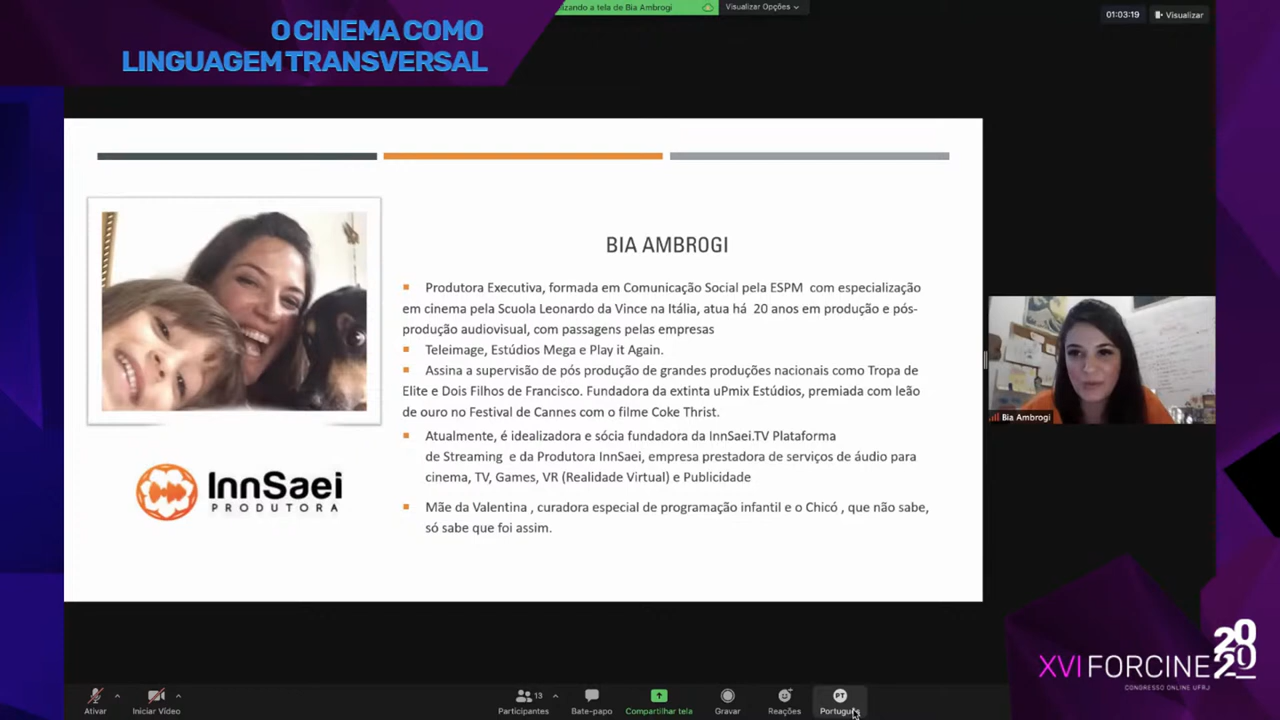 O CINEMA COMO
LINGUAGEM TRANSVERSAL
izando a tela de Bia Ambrogi
Visualizar Opções
01:03:19
Visualizar
BIA AMBROGI
Produtora Executiva, formada em Comunicação Social pela ESPM com especialização
em cinema pela Scuola Leonardo da Vince na Itália, atua há 20 anos em produção e pós-
produção audiovisual, com passagens pelas empresas
Teleimage, Estúdios Mega e Play it Again.
Assina a supervisão de pós produção de grandes produções nacionais como Tropa de
Elite e Dois Filhos de Francisco. Fundadora da extinta uPmix Estúdios, premiada com leão
de ouro no Festival de Cannes com o filme Coke Thrist.
Atualmente, é idealizadora e sócia fundadora da InnSaei.TV Plataforma
de Streaming e da Produtora InnSaei, empresa prestadora de serviços de áudio para
cinema, TV, Games, VR (Realidade Virtual) e Publicidade
Mãe da Valentina , curadora especial de programação infantil e o Chicó , que não sabe,
só sabe que foi assim.
InnSaei
PRODUTORA
Bia Ambrogi
XVI FORCINE 2020
CONGRESSO ONLINE UFRJ
Ativar
Iniciar Vídeo
13
Participantes
Bate-papo
Compartilhar tela
Gravar
Reações
PT
Português